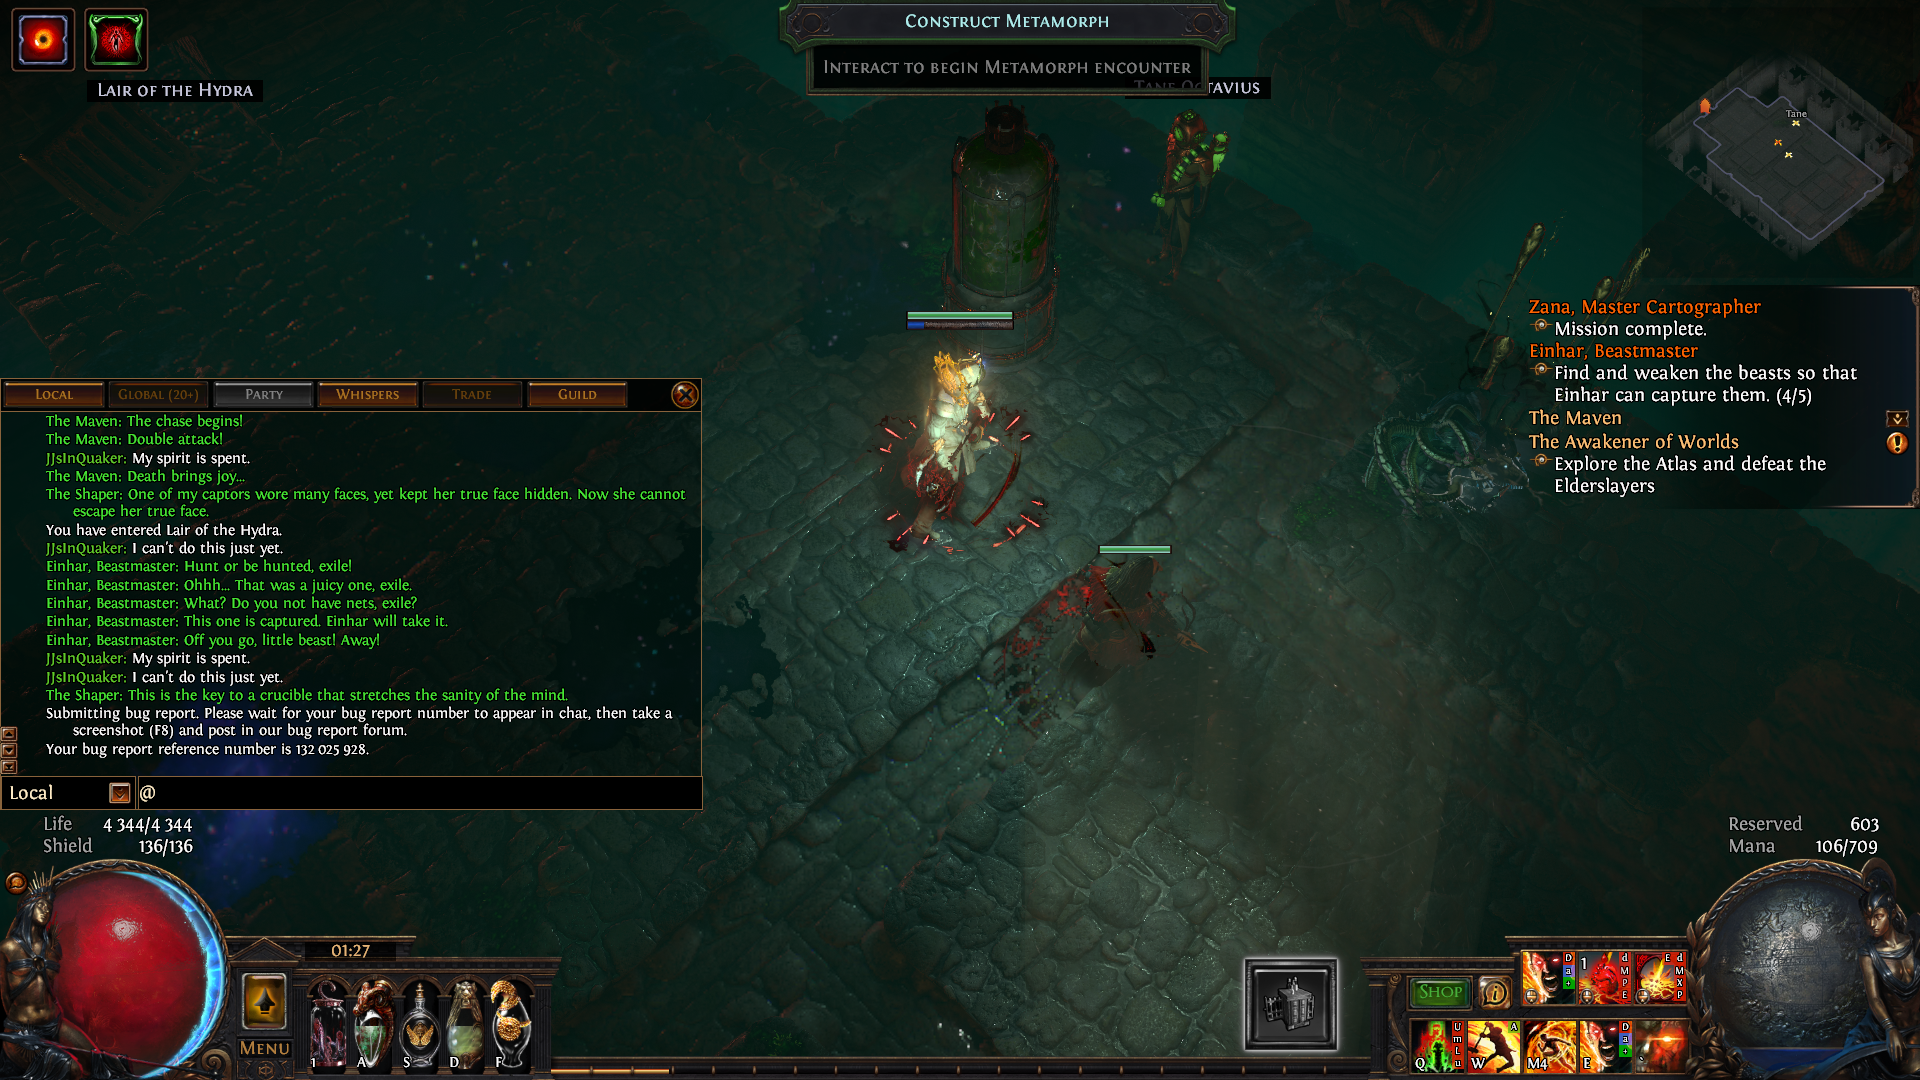 Construct Metamorph
Interact to begin Metamorph encounter
Tane Octavius
Lair of the Hydra
Tane
Zana, Master Cartographer
Mission complete.
Einhar, Beastmaster
Find and weaken the beasts so that
Einhar can capture them. (4/5)
The Maven
The Awakener of Worlds
Explore the Atlas and defeat the
Elderslayers
Local
Global (20+)
Party
Whispers
Trade
Guild
The Maven: The chase begins!
The Maven: Double attack!
JJsInQuaker: My spirit is spent.
The Maven: Death brings joy...
The Shaper: One of my captors wore many faces, yet kept her true face hidden. Now she cannot
escape her true face.
You have entered Lair of the Hydra.
JJsInQuaker: I can't do this just yet.
Einhar, Beastmaster: Hunt or be hunted, exile!
Einhar, Beastmaster: Ohhh... That was a juicy one, exile.
Einhar, Beastmaster: What? Do you not have nets, exile?
Einhar, Beastmaster: This one is captured. Einhar will take it.
Einhar, Beastmaster: Off you go, little beast! Away!
JJsInQuaker: My spirit is spent.
JJsInQuaker: I can't do this just yet.
The Shaper: This is the key to a crucible that stretches the sanity of the mind.
Submitting bug report. Please wait for your bug report number to appear in chat, then take a
screenshot (F8) and post in our bug report forum.
Your bug report reference number is 132 025 928.
Local @
Life 4 344/4 344
Shield 136/136
Reserved 603
Mana 106/709
01:27
Menu
1 A S D F
Shop
D a +
1 d M P E
E d M X P
Q U m L u
W A
M4
E D a +